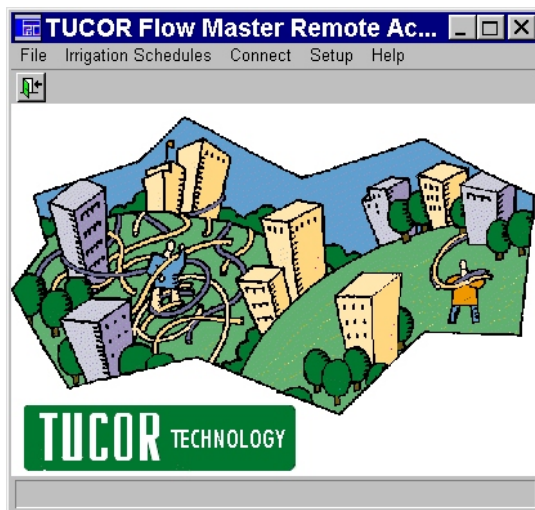 TUCOR Flow Master Remote Ac...
File Irrigation Schedules Connect Setup Help
TUCOR TECHNOLOGY